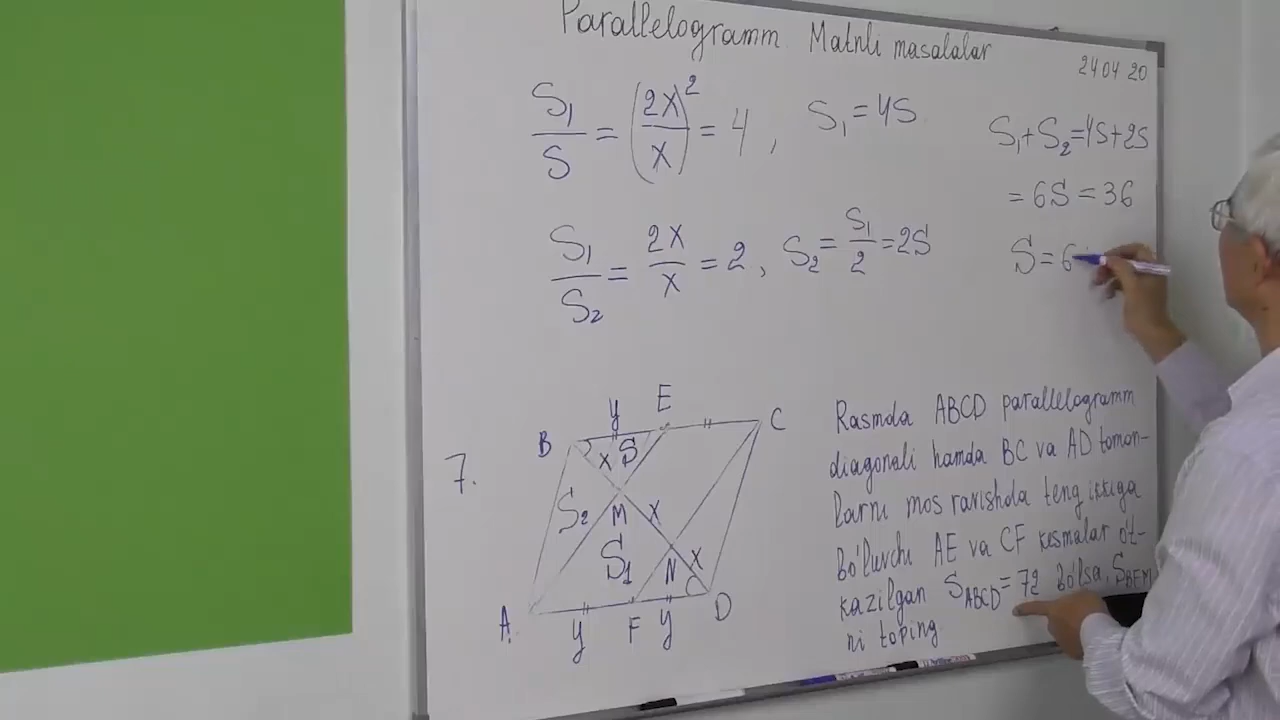 Parallelogramm Matnli masalalar
24 04 20
S₁/S = (2x/x)² = 4, S₁ = 4S
S₁ + S₂ = 4S + 2S
= 6S = 36
S = 6
S₁/S₂ = 2x/x = 2, S₂ = S₁/2 = 2S
7.
B y E C
x S
S₂ M x
S₁ N x
A y F y D
Rasmda ABCD parallelogramm
diagonali hamda BC va AD tomon-
larni mos ravishda teng ikkiga
bo'luvchi AE va CF kesmalar o't-
kazilgan S_ABCD = 72 bo'lsa, S_BEM
ni toping